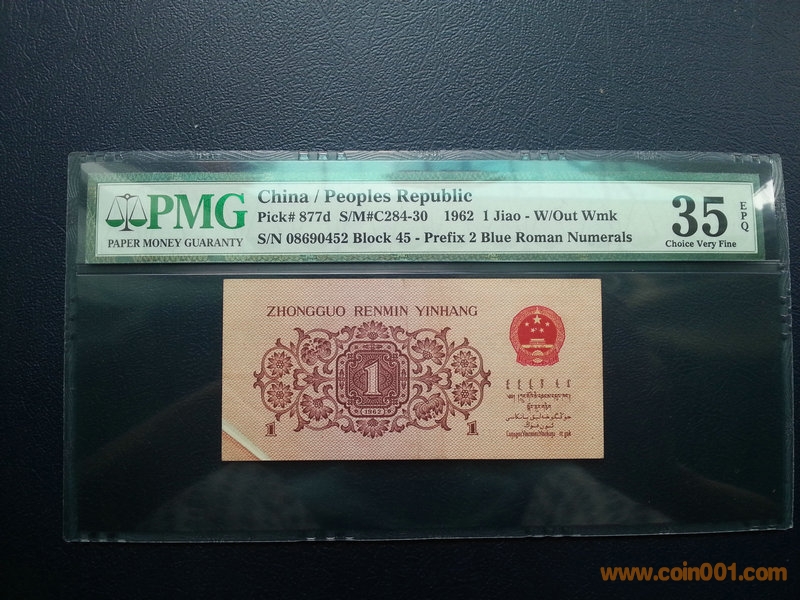 PMG
PAPER MONEY GUARANTY
China / Peoples Republic
Pick# 877d S/M#C284-30 1962 1 Jiao - W/Out Wmk
S/N 08690452 Block 45 - Prefix 2 Blue Roman Numerals
35
EPQ
Choice Very Fine
ZHONGGUO RENMIN YINHANG
1
(1962)
1
1
www.coin001.com